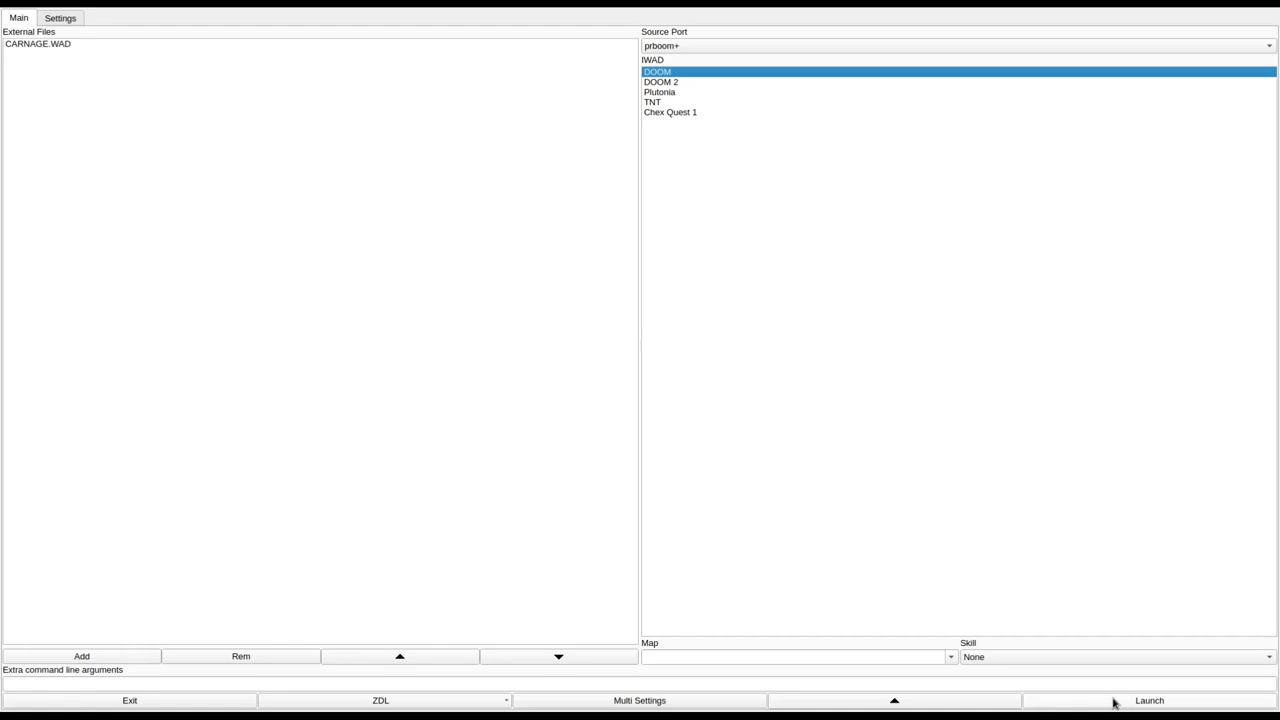 Main Settings
External Files
CARNAGE.WAD
Source Port
prboom+
IWAD
DOOM
DOOM 2
Plutonia
TNT
Chex Quest 1
Map Skill
None
Add Rem
Extra command line arguments
Exit ZDL Multi Settings Launch